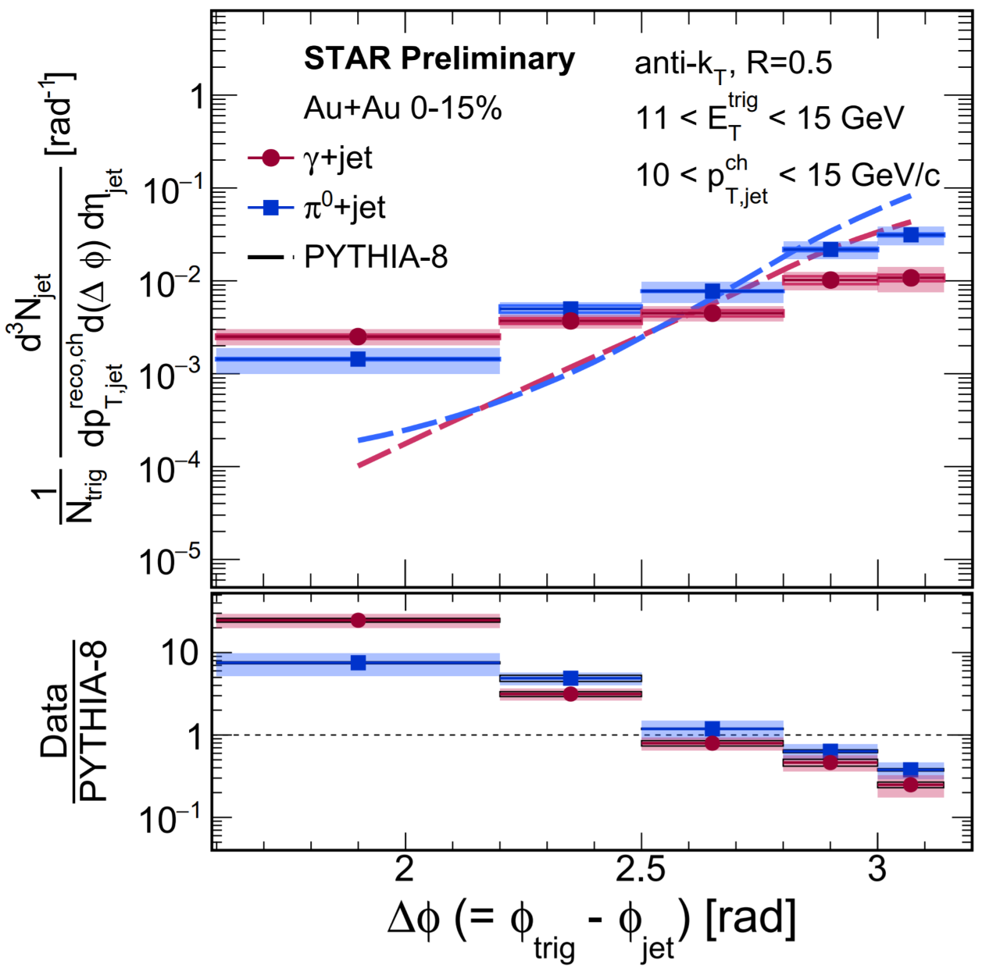 STAR Preliminary
Au+Au 0-15%
γ+jet
π⁰+jet
PYTHIA-8
anti-k_T, R=0.5
11 < E_T^trig < 15 GeV
10 < p_T,jet^ch < 15 GeV/c
1/N_trig d³N_jet/dp_T,jet^reco,ch d(Δ φ) dη_jet [rad⁻¹]
1
10⁻¹
10⁻²
10⁻³
10⁻⁴
10⁻⁵
Data/PYTHIA-8
10
1
10⁻¹
2 2.5 3
Δϕ (= ϕ_trig - ϕ_jet) [rad]